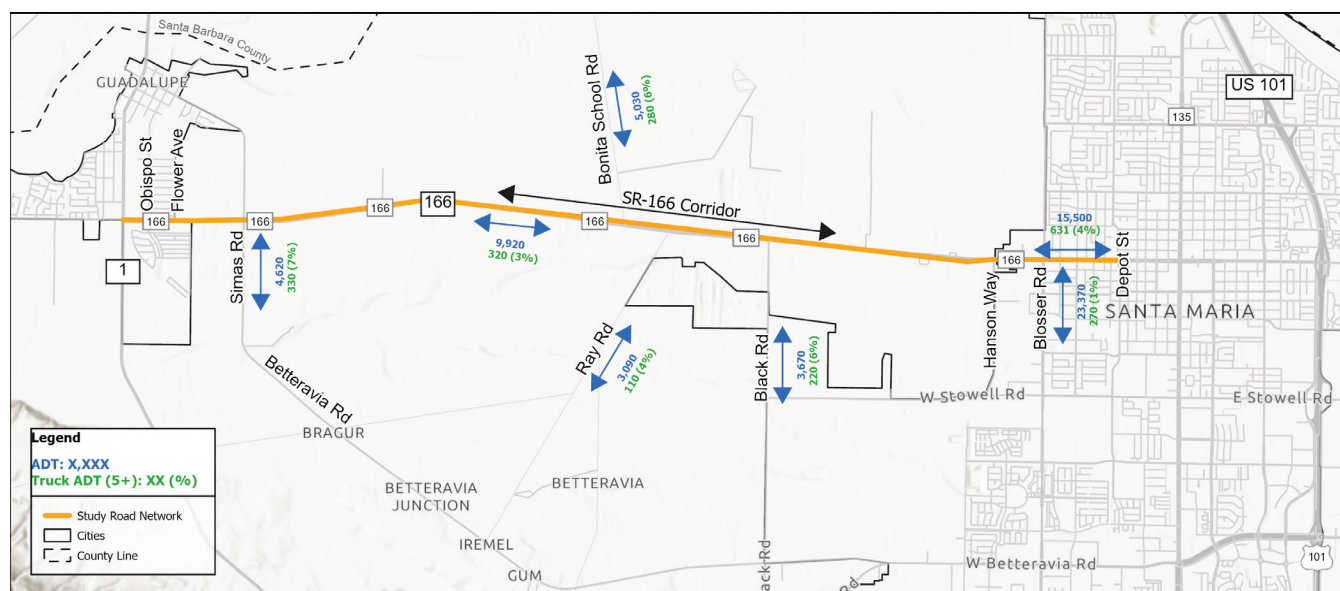 Santa Barbara County
GUADALUPE
Obispo St
Flower Ave
Bonita School Rd
5,030
280 (6%)
US 101
135
166
166
166
166
SR-166 Corridor
166
166
166
15,500
631 (4%)
Depot St
1
Simas Rd
4,620
330 (7%)
9,920
320 (3%)
Hanson Way
Blosser Rd
23,370
270 (1%)
SANTA MARIA
Ray Rd
3,090
110 (4%)
Black Rd
3,670
220 (6%)
Betteravia Rd
W Stowell Rd
E Stowell Rd
BRAGUR
BETTERAVIA
JUNCTION
BETTERAVIA
IREMEL
GUM
ack Rd
Rd
W Betteravia Rd
101
Legend
ADT: X,XXX
Truck ADT (5+): XX (%)
Study Road Network
Cities
County Line